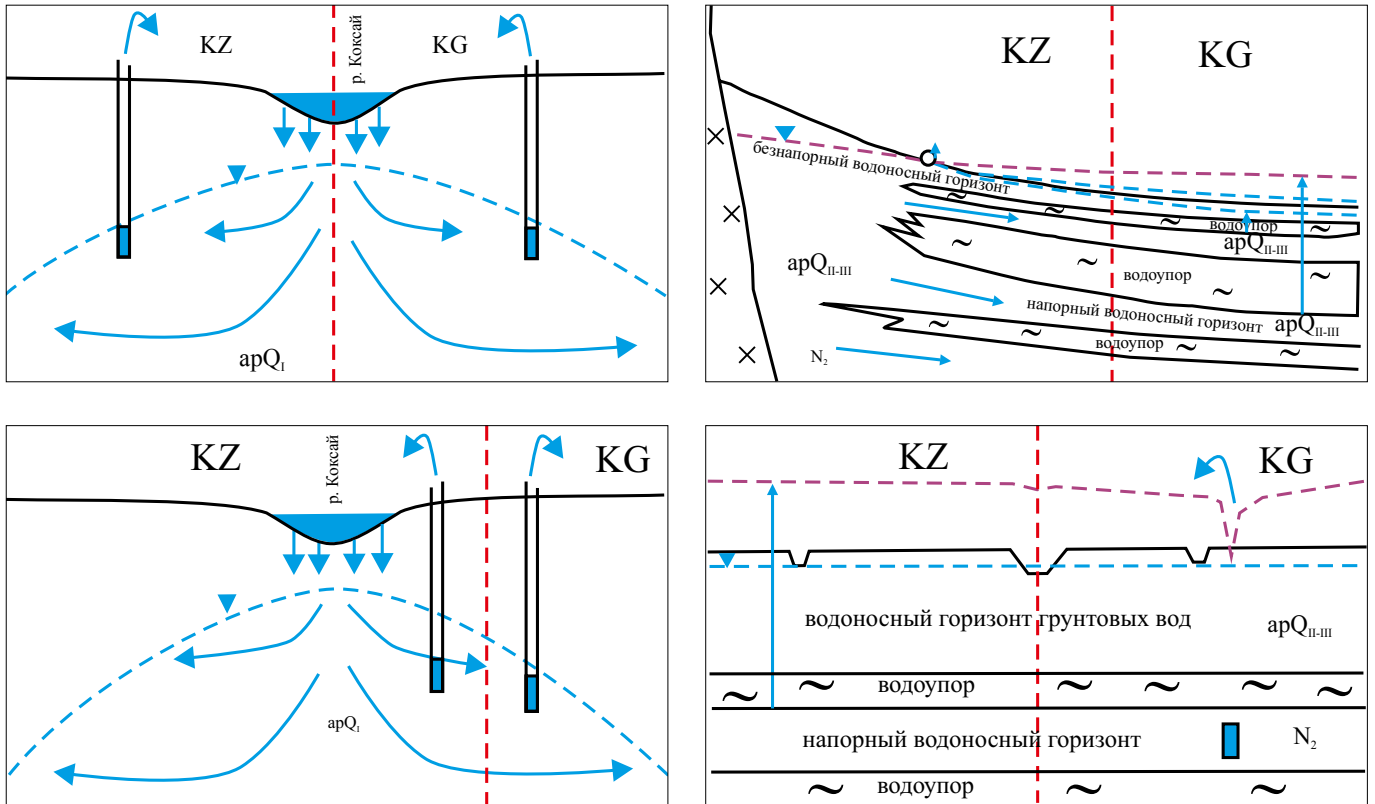 KZ
р. Коксай
KG
apQI
KZ
KG
безнапорный водоносный горизонт
водоупор
apQII-III
apQII-III
водоупор
напорный водоносный горизонт
apQII-III
водоупор
N2
KZ
р. Коксай
KG
apQI
KZ
KG
водоносный горизонт грунтовых вод
apQII-III
водоупор
напорный водоносный горизонт
N2
водоупор